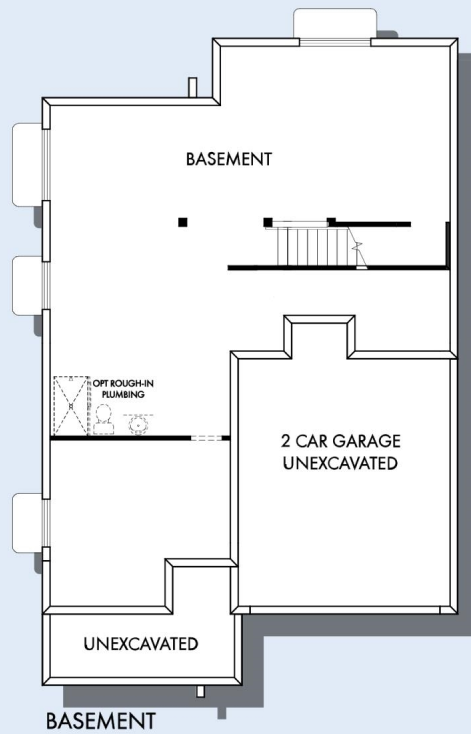 BASEMENT
OPT ROUGH-IN
PLUMBING
2 CAR GARAGE
UNEXCAVATED
UNEXCAVATED
BASEMENT